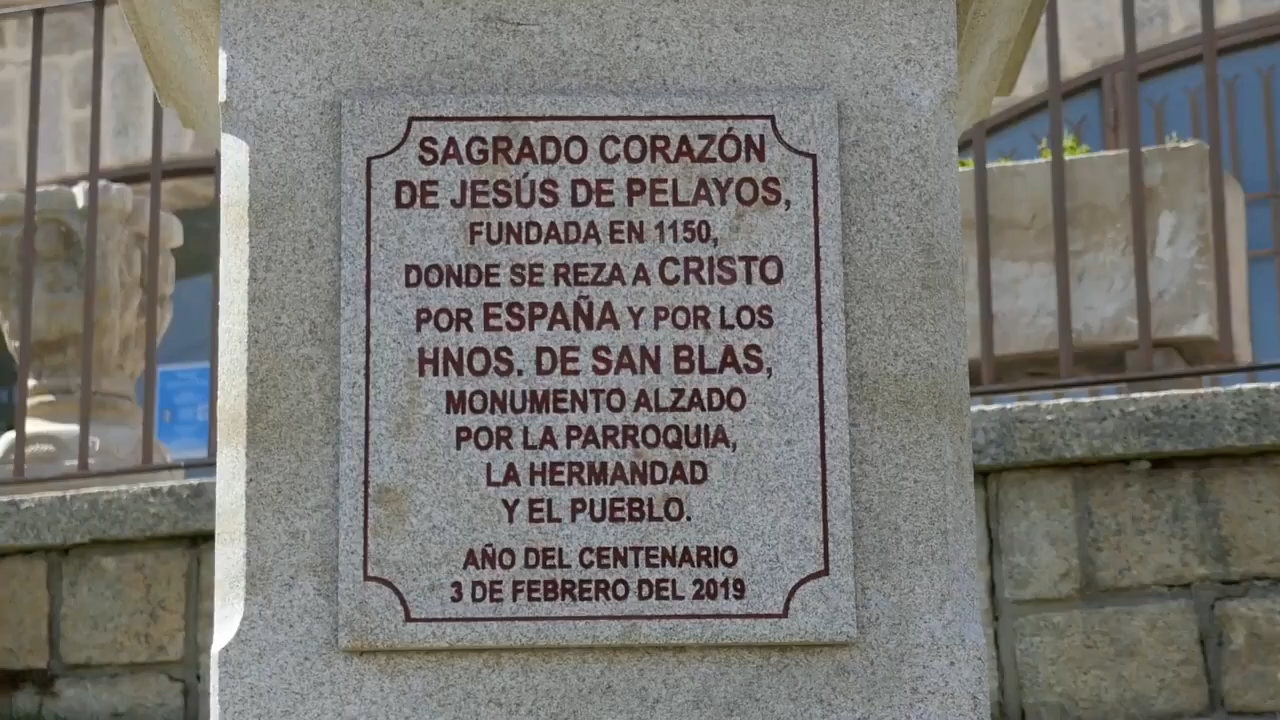 SAGRADO CORAZÓN
DE JESÚS DE PELAYOS,
FUNDADA EN 1150,
DONDE SE REZA A CRISTO
POR ESPAÑA Y POR LOS
HNOS. DE SAN BLAS,
MONUMENTO ALZADO
POR LA PARROQUIA,
LA HERMANDAD
Y EL PUEBLO.
AÑO DEL CENTENARIO
3 DE FEBRERO DEL 2019